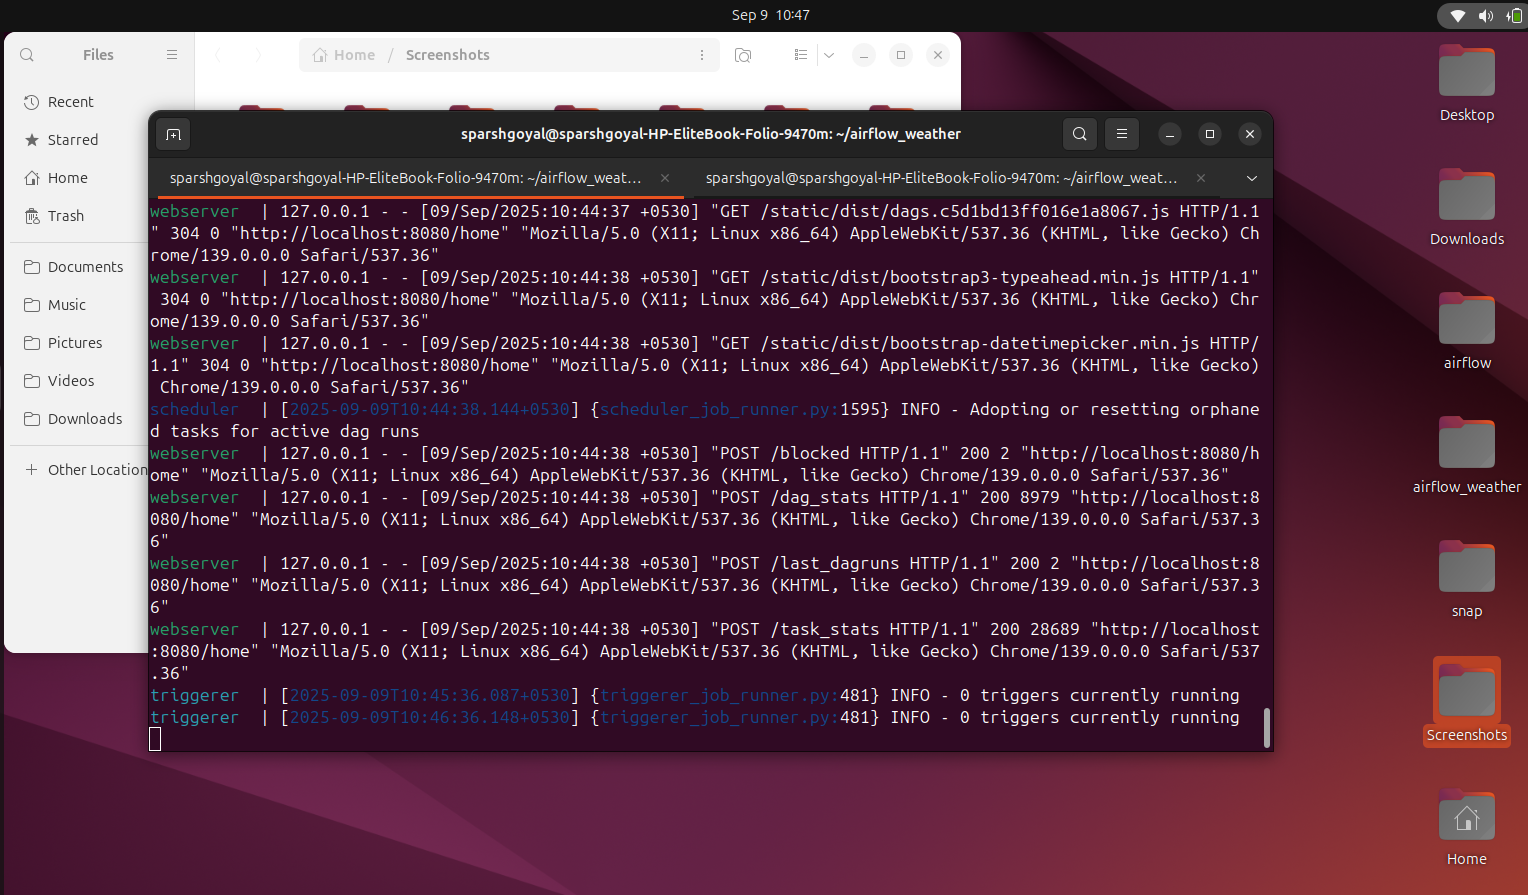 Sep 9 10:47
Files
Home / Screenshots
Recent
Starred
Home
Trash
Documents
Music
Pictures
Videos
Downloads
Other Location
sparshgoyal@sparshgoyal-HP-EliteBook-Folio-9470m: ~/airflow_weather
sparshgoyal@sparshgoyal-HP-EliteBook-Folio-9470m: ~/airflow_weat...
sparshgoyal@sparshgoyal-HP-EliteBook-Folio-9470m: ~/airflow_weat...
webserver  | 127.0.0.1 - - [09/Sep/2025:10:44:37 +0530] "GET /static/dist/dags.c5d1bd13ff016e1a8067.js HTTP/1.1
" 304 0 "http://localhost:8080/home" "Mozilla/5.0 (X11; Linux x86_64) AppleWebKit/537.36 (KHTML, like Gecko) Ch
rome/139.0.0.0 Safari/537.36"
webserver  | 127.0.0.1 - - [09/Sep/2025:10:44:38 +0530] "GET /static/dist/bootstrap3-typeahead.min.js HTTP/1.1"
 304 0 "http://localhost:8080/home" "Mozilla/5.0 (X11; Linux x86_64) AppleWebKit/537.36 (KHTML, like Gecko) Chr
ome/139.0.0.0 Safari/537.36"
webserver  | 127.0.0.1 - - [09/Sep/2025:10:44:38 +0530] "GET /static/dist/bootstrap-datetimepicker.min.js HTTP/
1.1" 304 0 "http://localhost:8080/home" "Mozilla/5.0 (X11; Linux x86_64) AppleWebKit/537.36 (KHTML, like Gecko)
 Chrome/139.0.0.0 Safari/537.36"
scheduler  | [2025-09-09T10:44:38.144+0530] {scheduler_job_runner.py:1595} INFO - Adopting or resetting orphane
d tasks for active dag runs
webserver  | 127.0.0.1 - - [09/Sep/2025:10:44:38 +0530] "POST /blocked HTTP/1.1" 200 2 "http://localhost:8080/h
ome" "Mozilla/5.0 (X11; Linux x86_64) AppleWebKit/537.36 (KHTML, like Gecko) Chrome/139.0.0.0 Safari/537.36"
webserver  | 127.0.0.1 - - [09/Sep/2025:10:44:38 +0530] "POST /dag_stats HTTP/1.1" 200 8979 "http://localhost:8
080/home" "Mozilla/5.0 (X11; Linux x86_64) AppleWebKit/537.36 (KHTML, like Gecko) Chrome/139.0.0.0 Safari/537.3
6"
webserver  | 127.0.0.1 - - [09/Sep/2025:10:44:38 +0530] "POST /last_dagruns HTTP/1.1" 200 2 "http://localhost:8
080/home" "Mozilla/5.0 (X11; Linux x86_64) AppleWebKit/537.36 (KHTML, like Gecko) Chrome/139.0.0.0 Safari/537.3
6"
webserver  | 127.0.0.1 - - [09/Sep/2025:10:44:38 +0530] "POST /task_stats HTTP/1.1" 200 28689 "http://localhost
:8080/home" "Mozilla/5.0 (X11; Linux x86_64) AppleWebKit/537.36 (KHTML, like Gecko) Chrome/139.0.0.0 Safari/537
.36"
triggerer  | [2025-09-09T10:45:36.087+0530] {triggerer_job_runner.py:481} INFO - 0 triggers currently running
triggerer  | [2025-09-09T10:46:36.148+0530] {triggerer_job_runner.py:481} INFO - 0 triggers currently running
Desktop
Downloads
airflow
airflow_weather
snap
Screenshots
Home